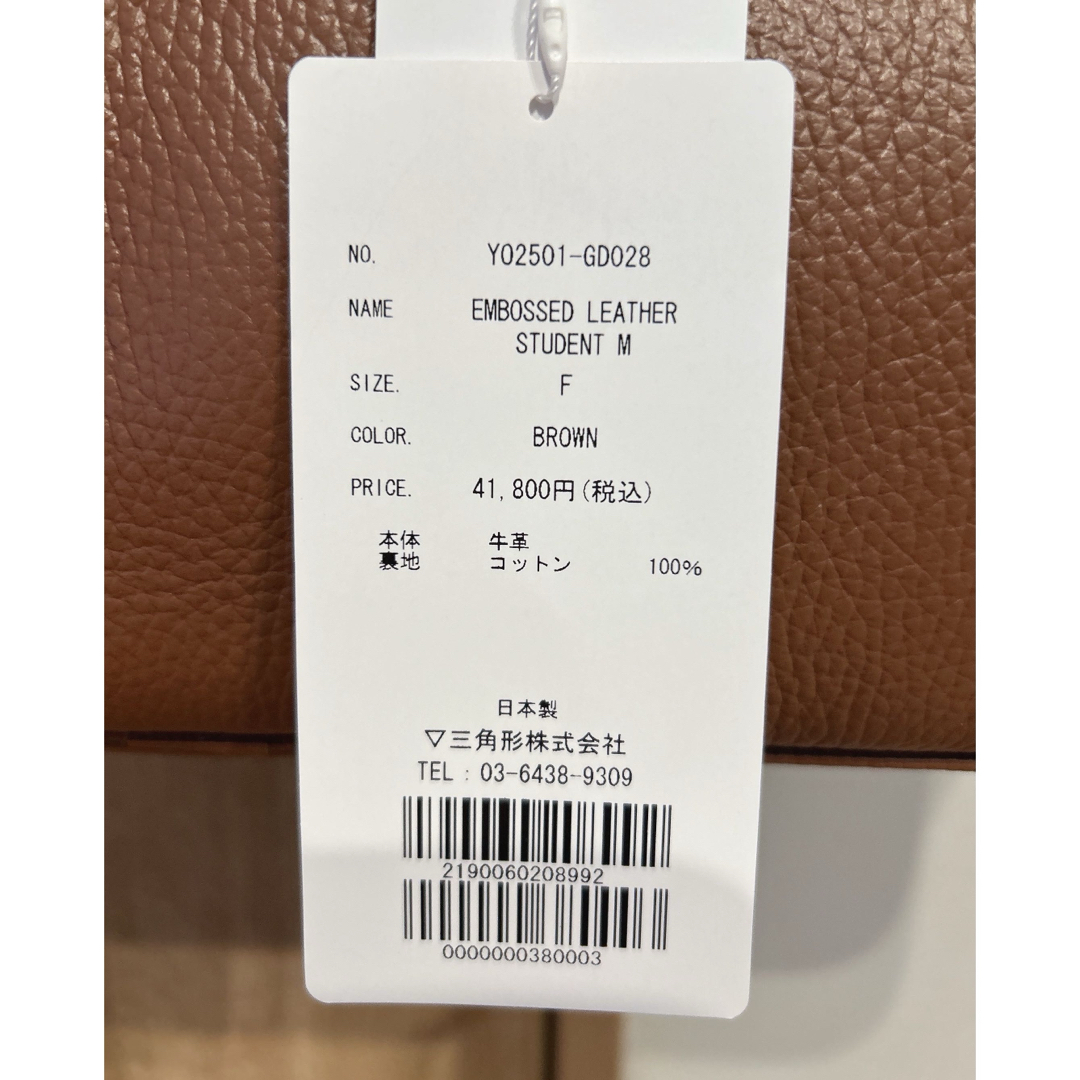 NO. Y02501-GD028
NAME EMBOSSED LEATHER
STUDENT M
SIZE. F
COLOR. BROWN
PRICE. 41,800円(税込)
本体 牛革
裏地 コットン 100%
日本製
▽三角形株式会社
TEL : 03-6438-9309
2190060208992
0000000380003